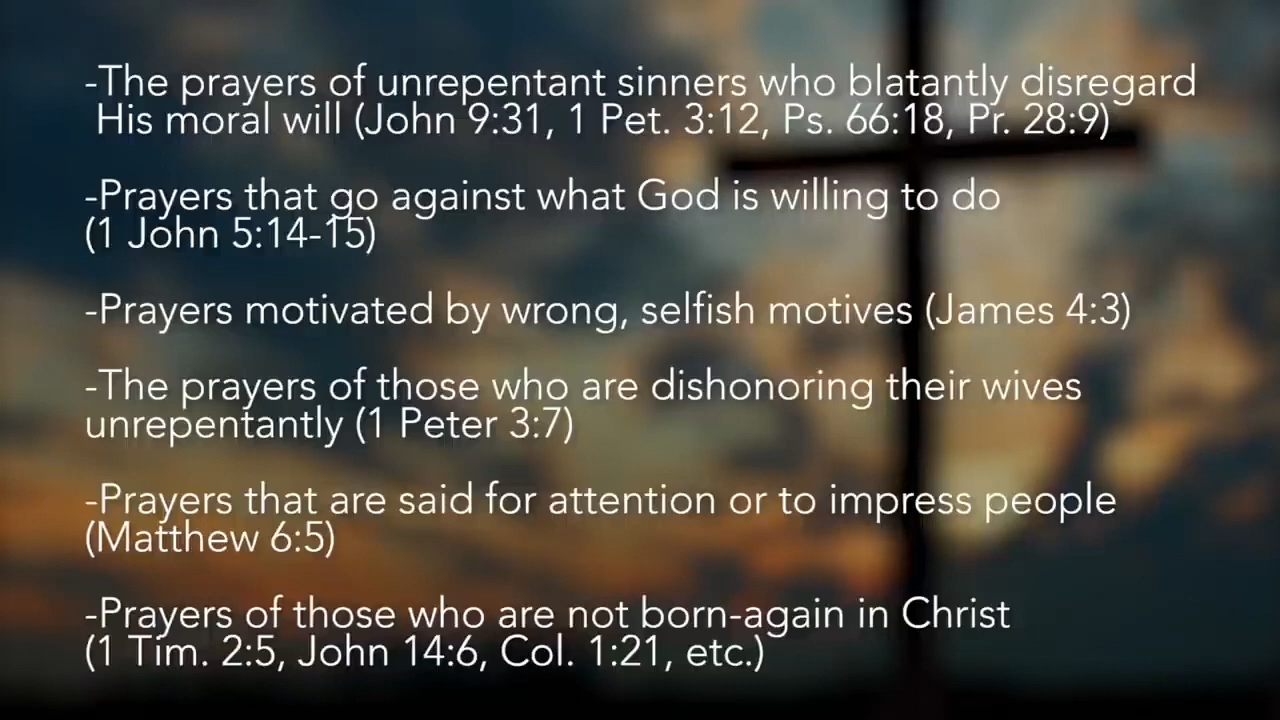 -The prayers of unrepentant sinners who blatantly disregard
His moral will (John 9:31, 1 Pet. 3:12, Ps. 66:18, Pr. 28:9)
-Prayers that go against what God is willing to do
(1 John 5:14-15)
-Prayers motivated by wrong, selfish motives (James 4:3)
-The prayers of those who are dishonoring their wives
unrepentantly (1 Peter 3:7)
-Prayers that are said for attention or to impress people
(Matthew 6:5)
-Prayers of those who are not born-again in Christ
(1 Tim. 2:5, John 14:6, Col. 1:21, etc.)